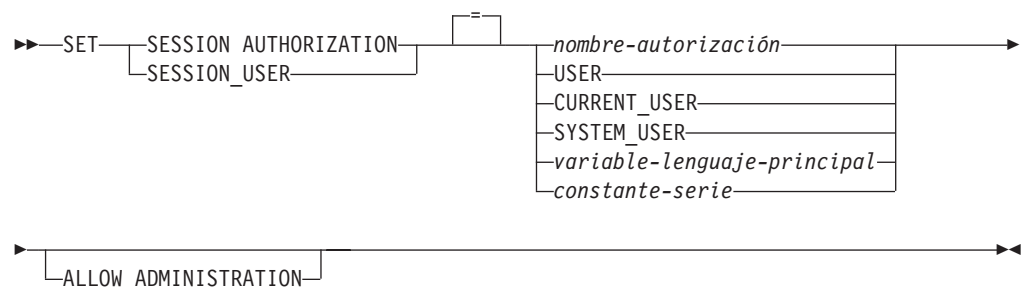 =
SET SESSION AUTHORIZATION nombre-autorización
SESSION_USER USER
CURRENT_USER
SYSTEM_USER
variable-lenguaje-principal
constante-serie
ALLOW ADMINISTRATION